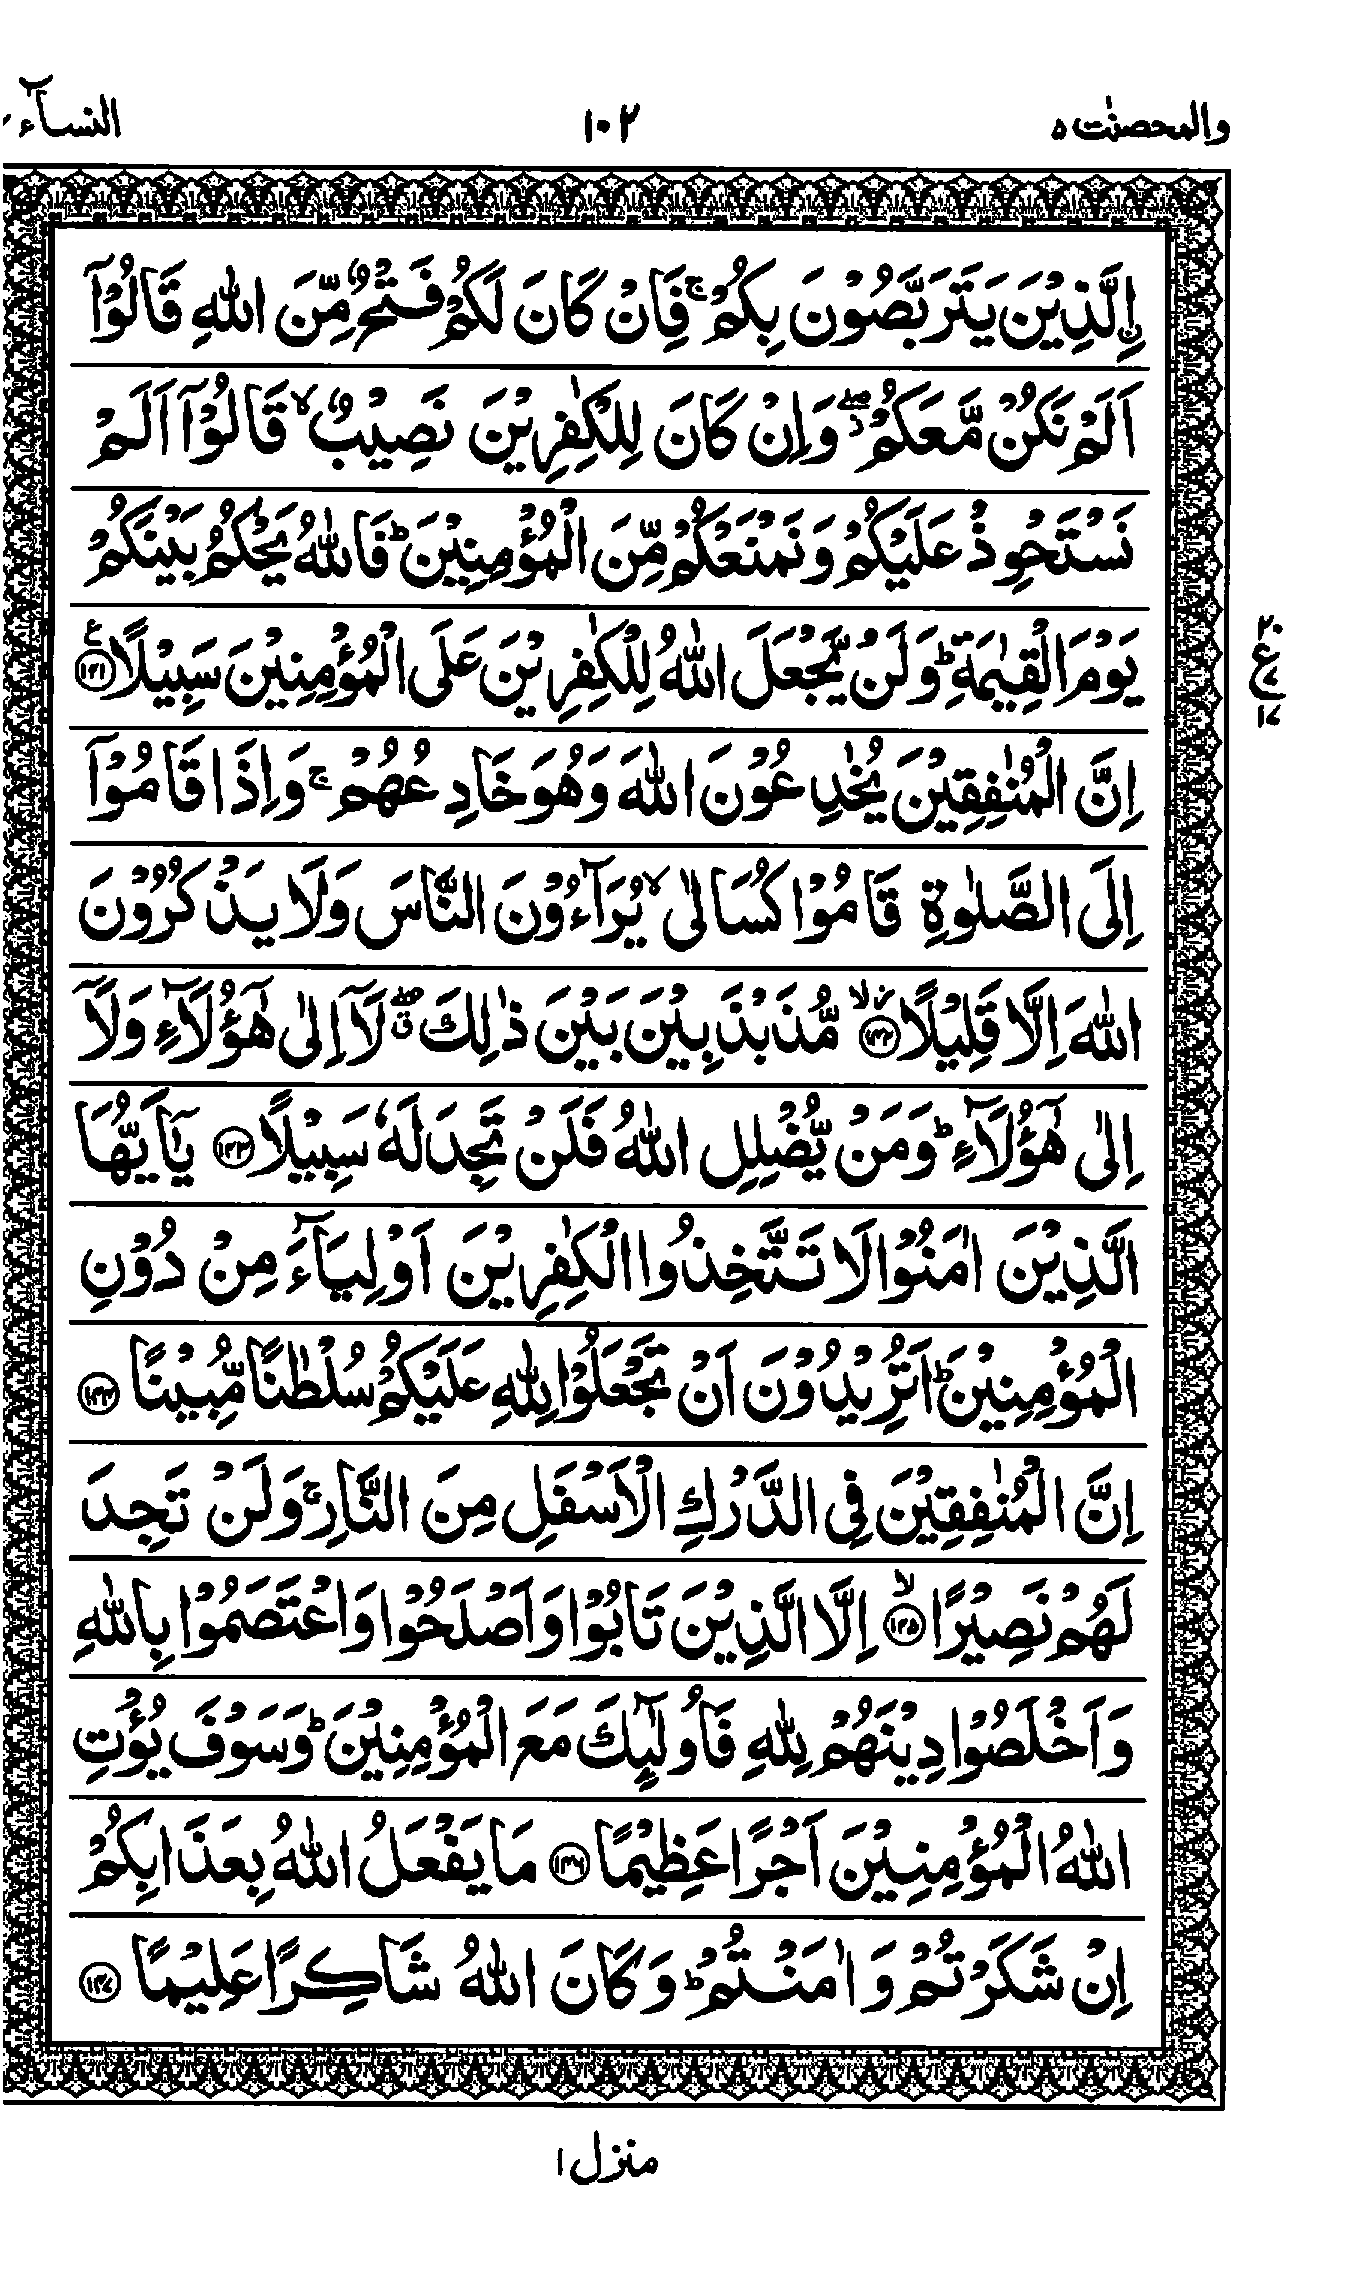 والمحصنٰت ٥ ١٠٢ النسآء
اِۨلَّذِيْنَ يَتَرَبَّصُوْنَ بِكُمْ ۚ فَاِنْ كَانَ لَكُمْ فَتْحٌ مِّنَ اللّٰهِ قَالُوْۤا
اَلَمْ نَكُنْ مَّعَكُمْ ۖ وَاِنْ كَانَ لِلْكٰفِرِيْنَ نَصِيْبٌ ۙ قَالُوْۤا اَلَمْ
نَسْتَحْوِذْ عَلَيْكُمْ وَنَمْنَعْكُمْ مِّنَ الْمُؤْمِنِيْنَ ؕ فَاللّٰهُ يَحْكُمُ بَيْنَكُمْ
يَوْمَ الْقِيٰمَةِ ؕ وَلَنْ يَّجْعَلَ اللّٰهُ لِلْكٰفِرِيْنَ عَلَى الْمُؤْمِنِيْنَ سَبِيْلًا ﴿١٤١﴾
٢٠ ع ٧ ١٧
اِنَّ الْمُنٰفِقِيْنَ يُخٰدِعُوْنَ اللّٰهَ وَهُوَ خَادِعُهُمْ ۚ وَاِذَا قَامُوْۤا
اِلَى الصَّلٰوةِ قَامُوْا كُسَالٰى ۙ يُرَآءُوْنَ النَّاسَ وَلَا يَذْكُرُوْنَ
اللّٰهَ اِلَّا قَلِيْلًا ﴿١٤٢﴾ مُّذَبْذَبِيْنَ بَيْنَ ذٰلِكَ ۖ لَاۤ اِلٰى هٰٓؤُلَآءِ وَلَاۤ
اِلٰى هٰٓؤُلَآءِ ؕ وَمَنْ يُّضْلِلِ اللّٰهُ فَلَنْ تَجِدَ لَهٗ سَبِيْلًا ﴿١٤٣﴾ يٰۤاَيُّهَا
الَّذِيْنَ اٰمَنُوْا لَا تَتَّخِذُوا الْكٰفِرِيْنَ اَوْلِيَآءَ مِنْ دُوْنِ
الْمُؤْمِنِيْنَ ؕ اَتُرِيْدُوْنَ اَنْ تَجْعَلُوْا لِلّٰهِ عَلَيْكُمْ سُلْطٰنًا مُّبِيْنًا ﴿١٤٤﴾
اِنَّ الْمُنٰفِقِيْنَ فِى الدَّرْكِ الْاَسْفَلِ مِنَ النَّارِ ۚ وَلَنْ تَجِدَ
لَهُمْ نَصِيْرًا ﴿١٤٥﴾ اِلَّا الَّذِيْنَ تَابُوْا وَاَصْلَحُوْا وَاعْتَصَمُوْا بِاللّٰهِ
وَاَخْلَصُوْا دِيْنَهُمْ لِلّٰهِ فَاُولٰٓئِكَ مَعَ الْمُؤْمِنِيْنَ ؕ وَسَوْفَ يُؤْتِ
اللّٰهُ الْمُؤْمِنِيْنَ اَجْرًا عَظِيْمًا ﴿١٤٦﴾ مَا يَفْعَلُ اللّٰهُ بِعَذَابِكُمْ
اِنْ شَكَرْتُمْ وَاٰمَنْتُمْ ؕ وَكَانَ اللّٰهُ شَاكِرًا عَلِيْمًا ﴿١٤٧﴾
منزل ١